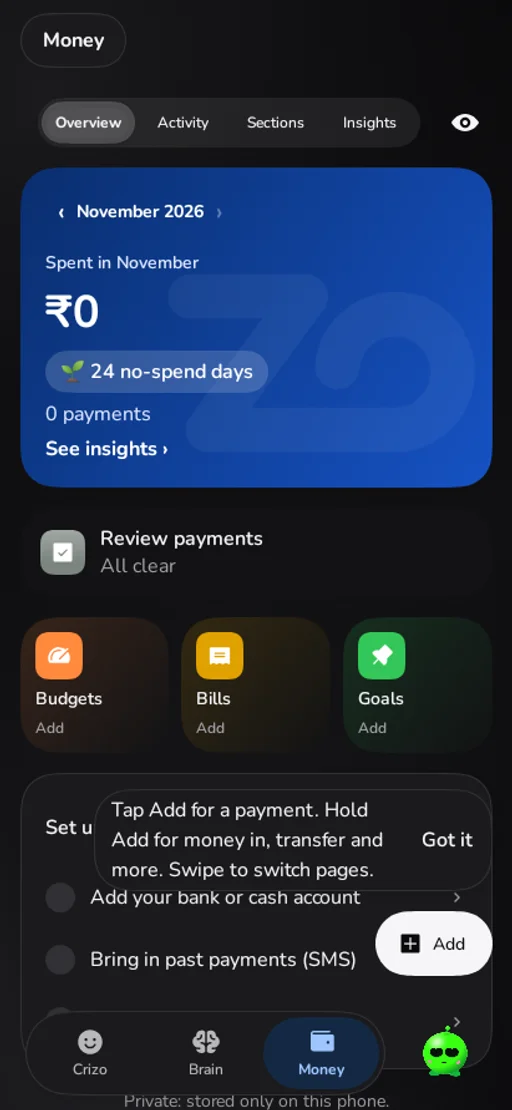 Money
Overview
Activity
Sections
Insights
‹ November 2026 ›
Spent in November
₹0
🌱 24 no-spend days
0 payments
See insights ›
Review payments
All clear
Budgets
Add
Bills
Add
Goals
Add
Set u
Tap Add for a payment. Hold
Add for money in, transfer and
more. Swipe to switch pages.
Got it
Add your bank or cash account
Bring in past payments (SMS)
Add
Crizo
Brain
Money
Private: stored only on this phone.